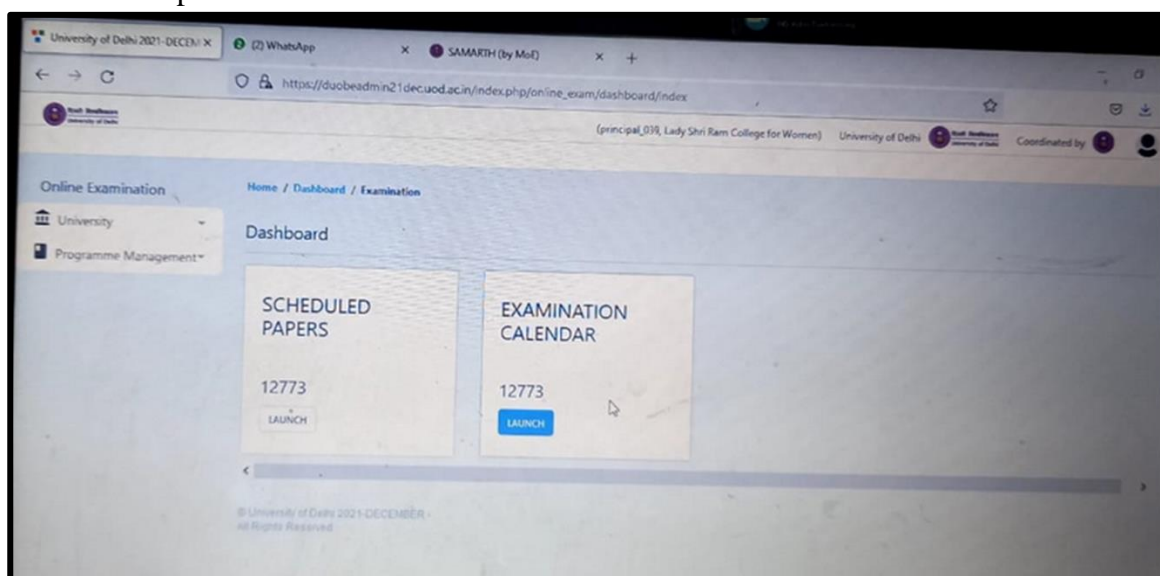 University of Delhi 2021-DECEM X
(2) WhatsApp X
SAMARTH (by MoE) X +
https://duobeadmin21dec.uod.ac.in/index.php/online_exam/dashboard/index
(principal_039, Lady Shri Ram College for Women) University of Delhi
University of Delhi
Coordinated by
Online Examination
Home / Dashboard / Examination
University
Dashboard
Programme Management
SCHEDULED
PAPERS
12773
LAUNCH
EXAMINATION
CALENDAR
12773
LAUNCH
© University of Delhi 2021-DECEMBER -
All Rights Reserved